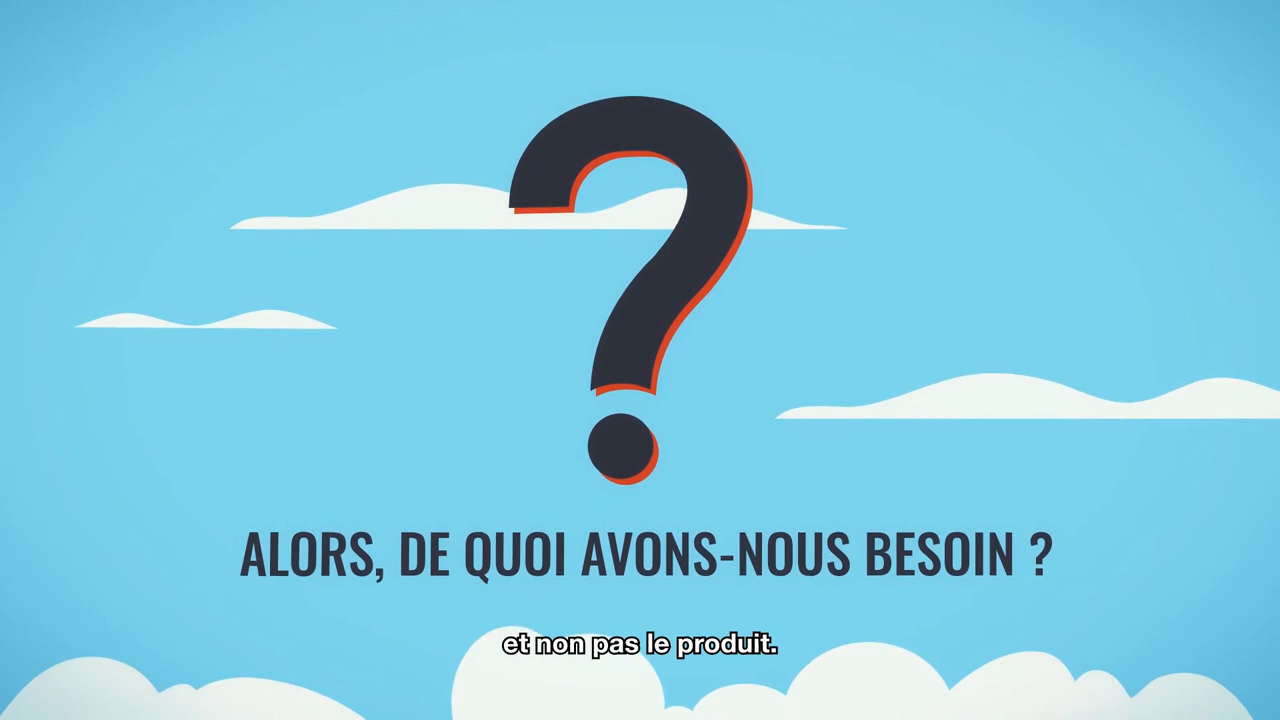 ?
ALORS, DE QUOI AVONS-NOUS BESOIN ?
et non pas le produit.